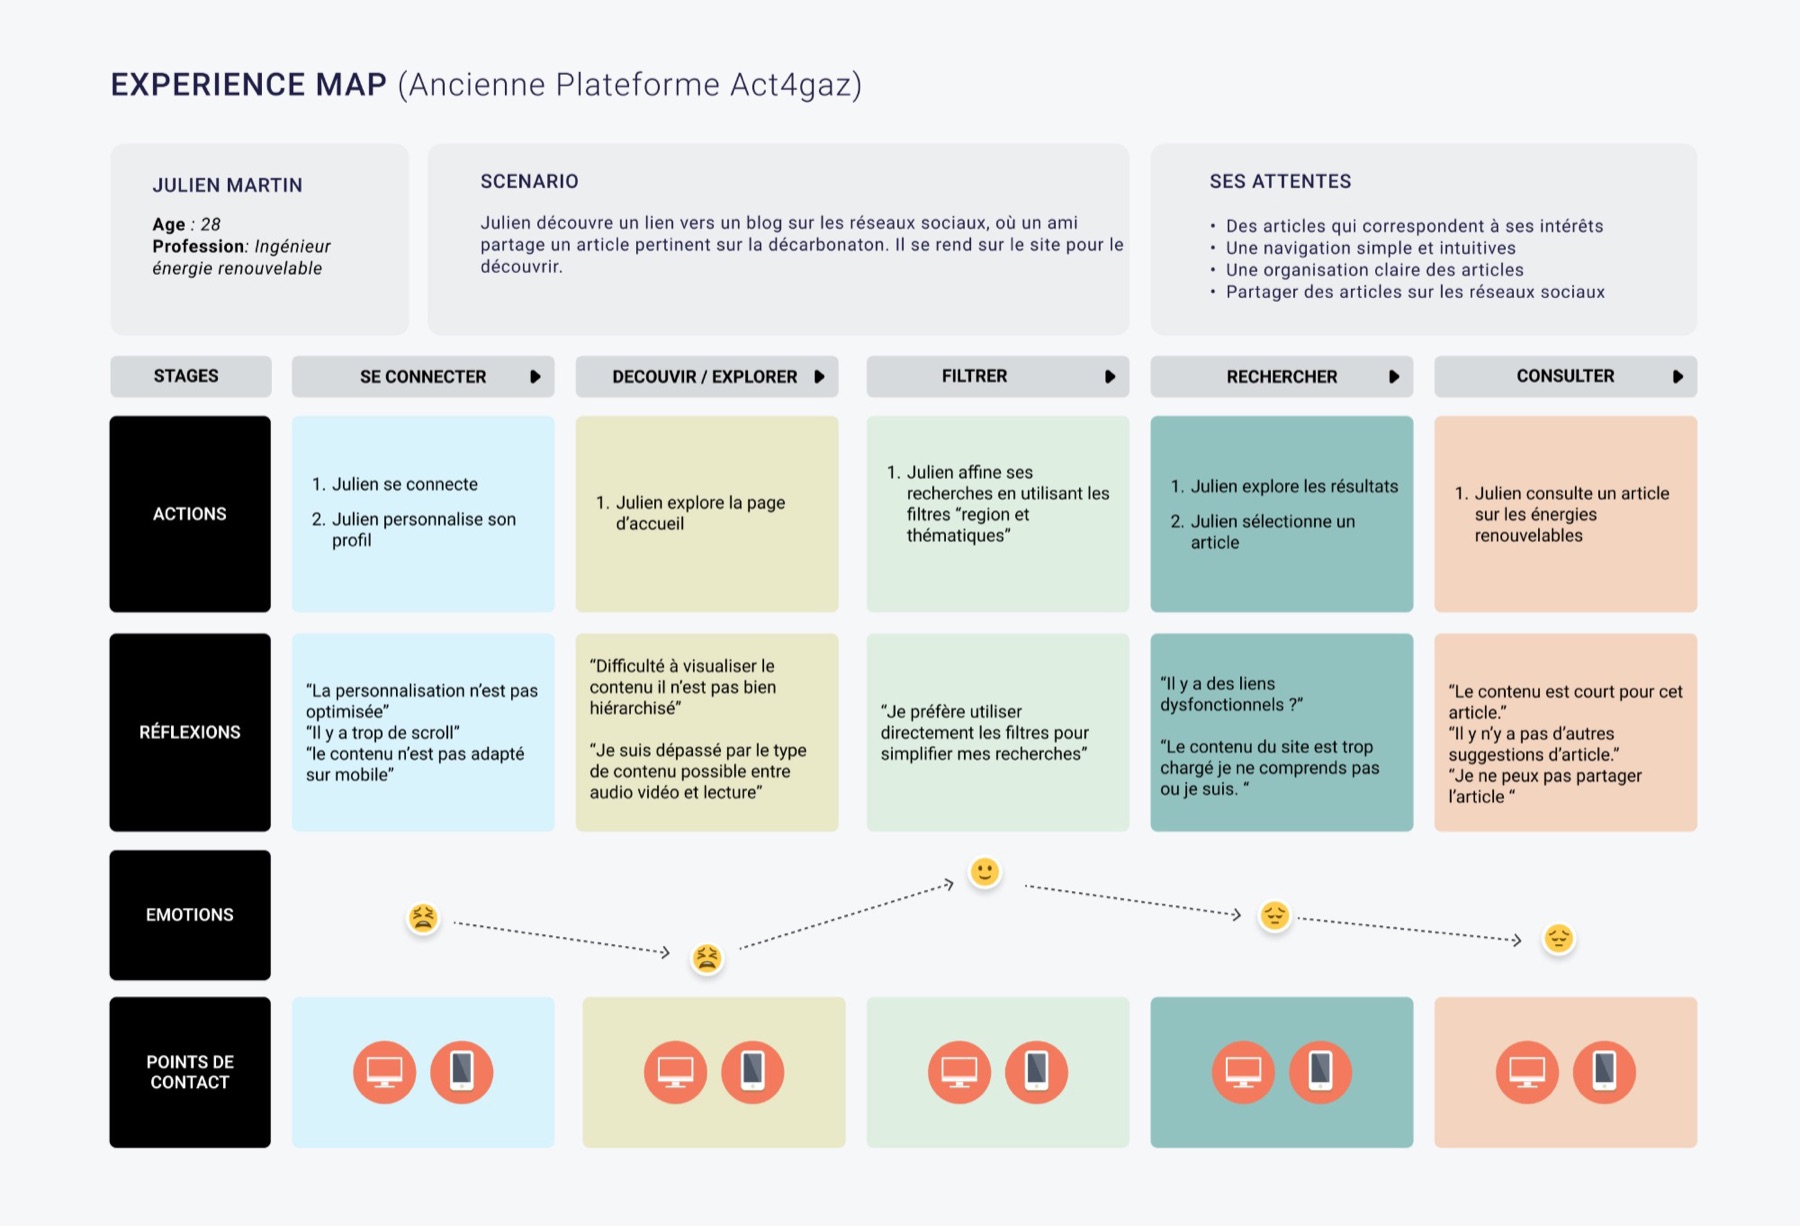 EXPERIENCE MAP (Ancienne Plateforme Act4gaz)
JULIEN MARTIN
Age : 28
Profession: Ingénieur
énergie renouvelable
SCENARIO
Julien découvre un lien vers un blog sur les réseaux sociaux, où un ami
partage un article pertinent sur la décarbonaton. Il se rend sur le site pour le
découvrir.
SES ATTENTES
• Des articles qui correspondent à ses intérêts
• Une navigation simple et intuitives
• Une organisation claire des articles
• Partager des articles sur les réseaux sociaux
STAGES
SE CONNECTER
DECOUVIR / EXPLORER
FILTRER
RECHERCHER
CONSULTER
ACTIONS
1. Julien se connecte
2. Julien personnalise son
profil
1. Julien explore la page
d’accueil
1. Julien affine ses
recherches en utilisant les
filtres “region et
thématiques”
1. Julien explore les résultats
2. Julien sélectionne un
article
1. Julien consulte un article
sur les énergies
renouvelables
RÉFLEXIONS
“La personnalisation n’est pas
optimisée”
“Il y a trop de scroll”
“le contenu n’est pas adapté
sur mobile”
“Difficulté à visualiser le
contenu il n’est pas bien
hiérarchisé”
“Je suis dépassé par le type
de contenu possible entre
audio vidéo et lecture”
“Je préfère utiliser
directement les filtres pour
simplifier mes recherches”
“Il y a des liens
dysfonctionnels ?”
“Le contenu du site est trop
chargé je ne comprends pas
ou je suis. “
“Le contenu est court pour cet
article.”
“Il y n’y a pas d’autres
suggestions d’article.”
“Je ne peux pas partager
l’article “
EMOTIONS
POINTS DE
CONTACT